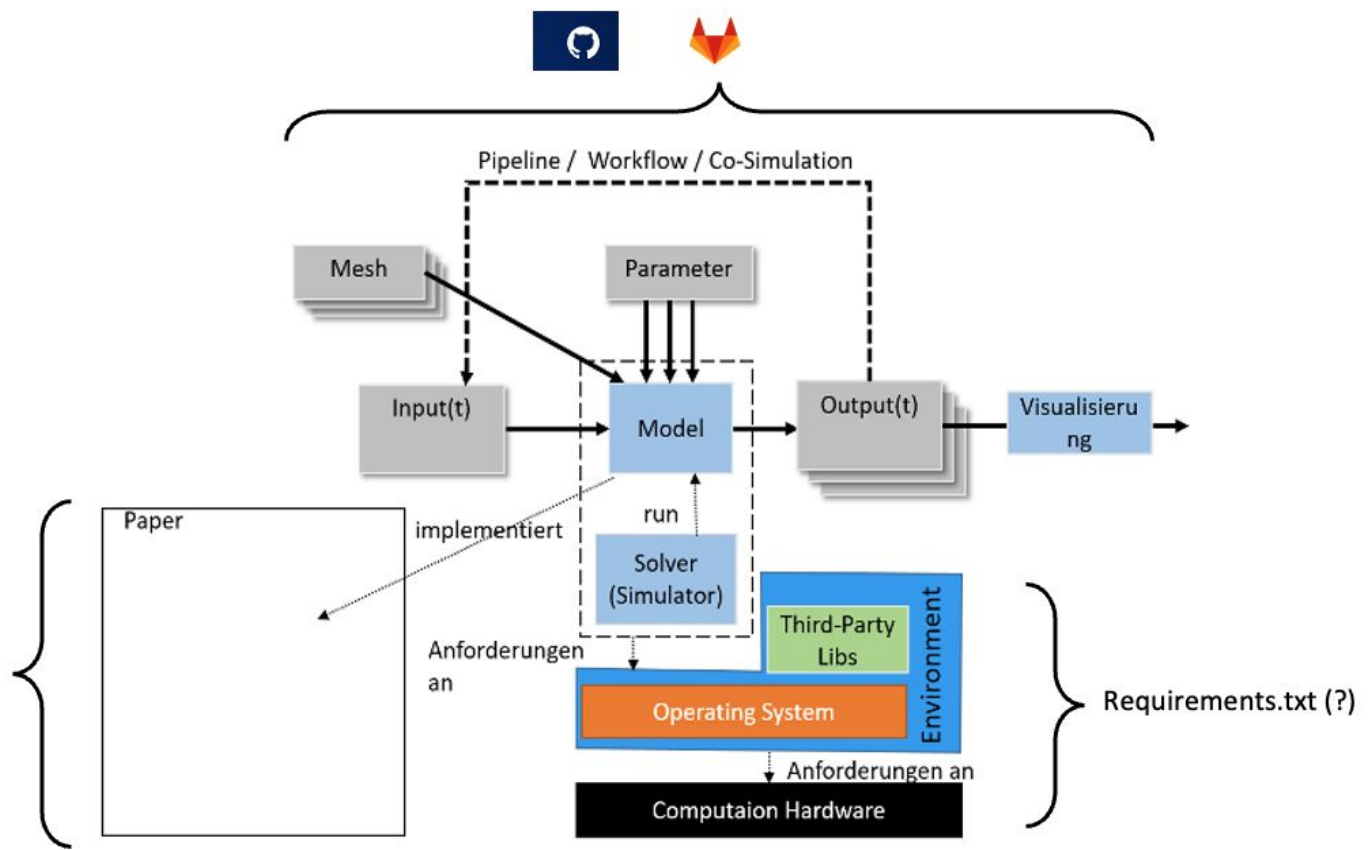 Pipeline / Workflow / Co-Simulation
Mesh
Parameter
Input(t)
Model
Output(t)
Visualisieru
ng
Paper
implementiert
run
Solver
(Simulator)
Anforderungen
an
Third-Party
Libs
Environment
Operating System
Requirements.txt (?)
Anforderungen an
Computaion Hardware